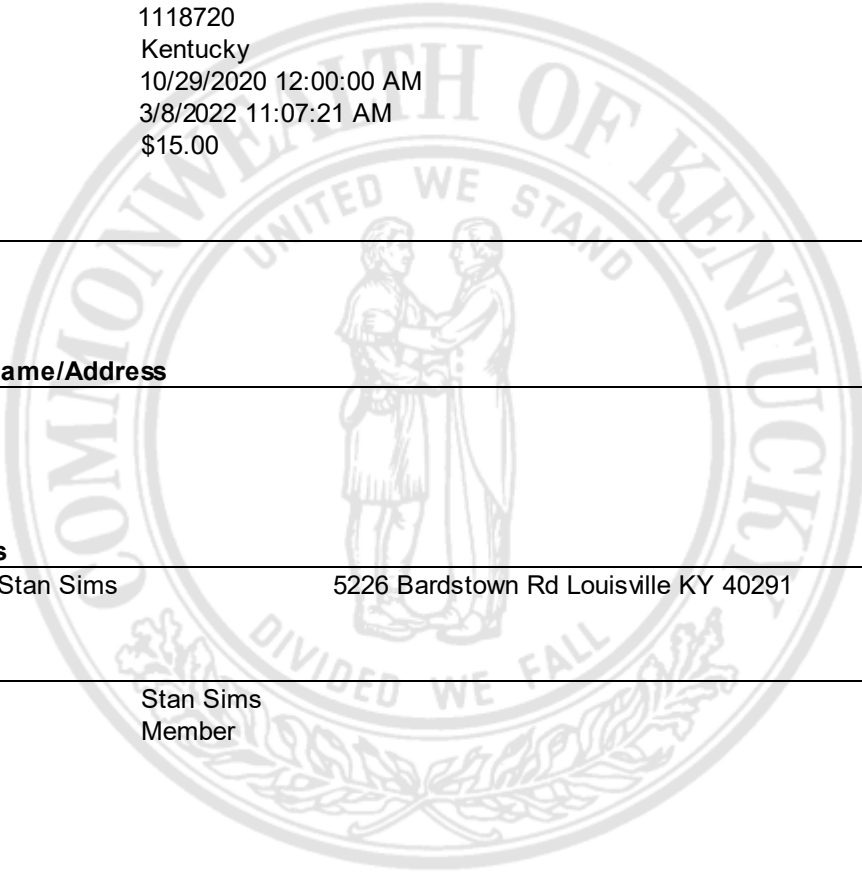 1118720
Kentucky
10/29/2020 12:00:00 AM
3/8/2022 11:07:21 AM
$15.00
COMMONWEALTH OF KENTUCKY
UNITED WE STAND
ame/Address
s
Stan Sims 5226 Bardstown Rd Louisville KY 40291
DIVIDED WE FALL
Stan Sims
Member